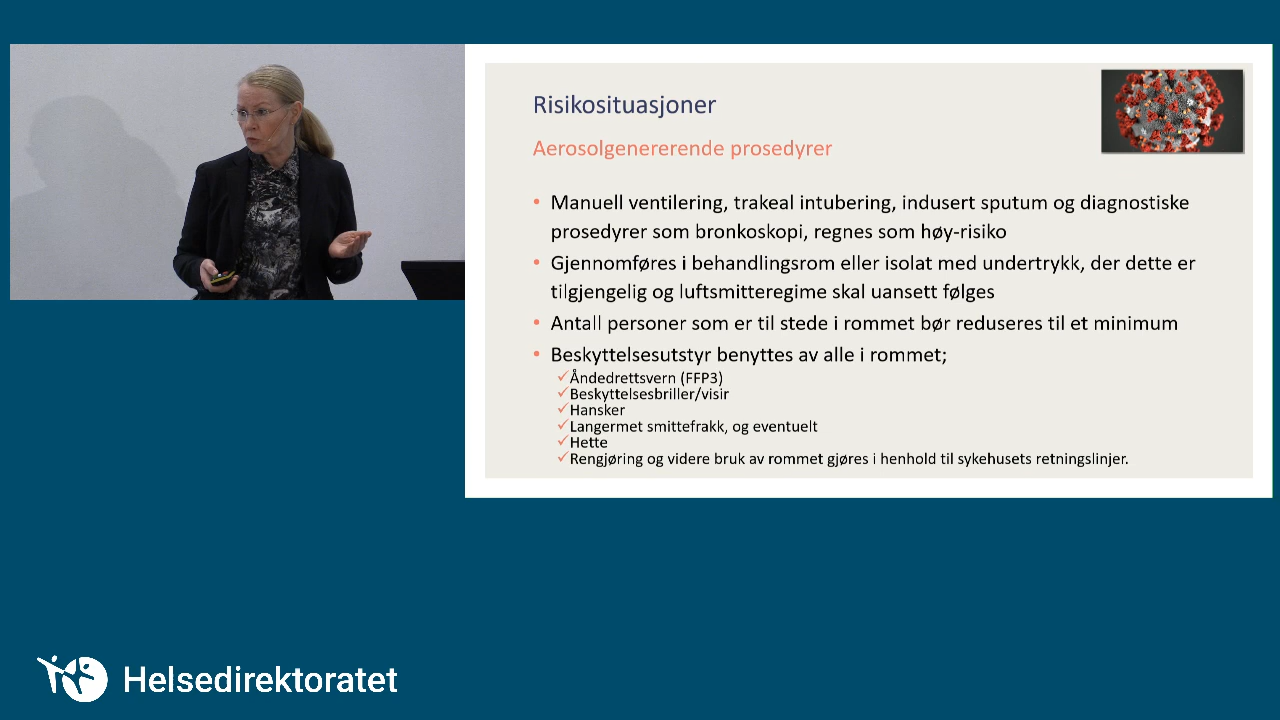 Risikosituasjoner
Aerosolgenererende prosedyrer
• Manuell ventilering, trakeal intubering, indusert sputum og diagnostiske
prosedyrer som bronkoskopi, regnes som høy-risiko
• Gjennomføres i behandlingsrom eller isolat med undertrykk, der dette er
tilgjengelig og luftsmitteregime skal uansett følges
• Antall personer som er til stede i rommet bør reduseres til et minimum
• Beskyttelsesutstyr benyttes av alle i rommet;
✓Åndedrettsvern (FFP3)
✓Beskyttelsesbriller/visir
✓Hansker
✓Langermet smittefrakk, og eventuelt
✓Hette
✓Rengjøring og videre bruk av rommet gjøres i henhold til sykehusets retningslinjer.
Helsedirektoratet